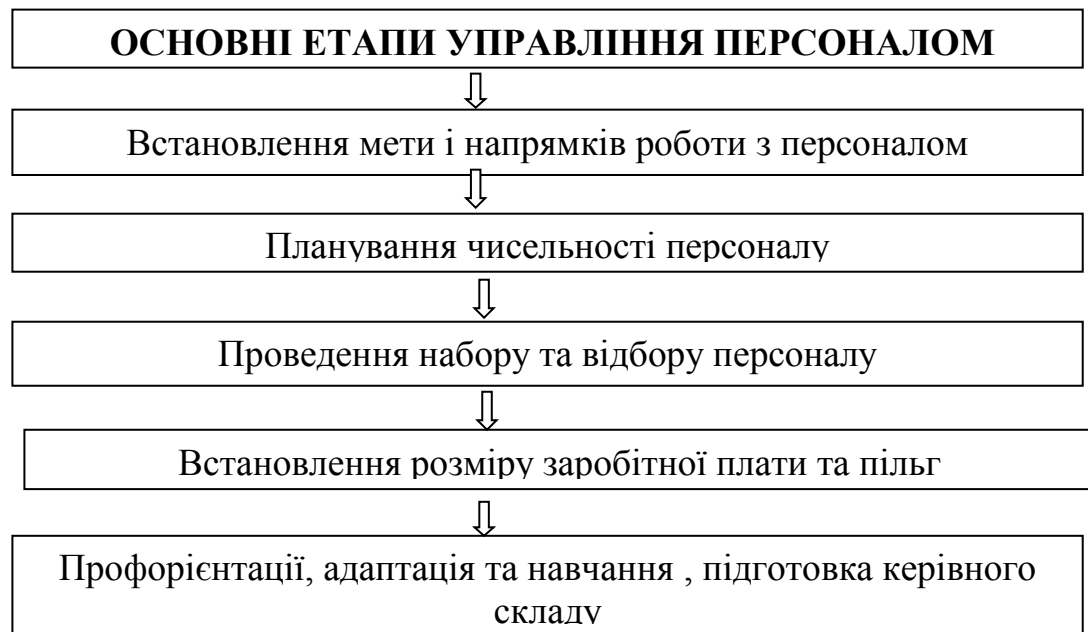 ОСНОВНІ ЕТАПИ УПРАВЛІННЯ ПЕРСОНАЛОМ
Встановлення мети і напрямків роботи з персоналом
Планування чисельності персоналу
Проведення набору та відбору персоналу
Встановлення розміру заробітної плати та пільг
Профорієнтації, адаптація та навчання , підготовка керівного
складу